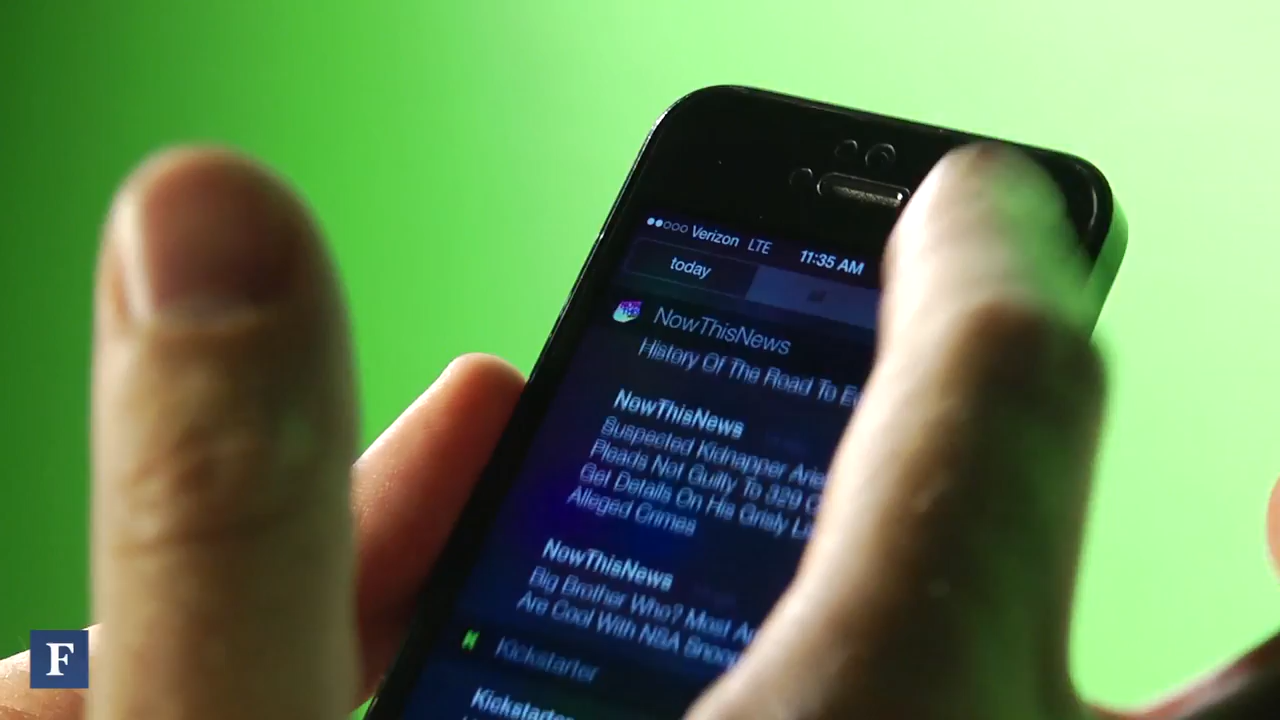 Verizon LTE 11:35 AM
today
NowThisNews
History Of The Road To
NowThisNews
Suspected Kidnapper
Pleads Not Guilty To 329
Get Details On His Grisly
Alleged Crimes
NowThisNews
Big Brother Who? Most
Are Cool With NSA
Kickstarter
Kickstarter
F